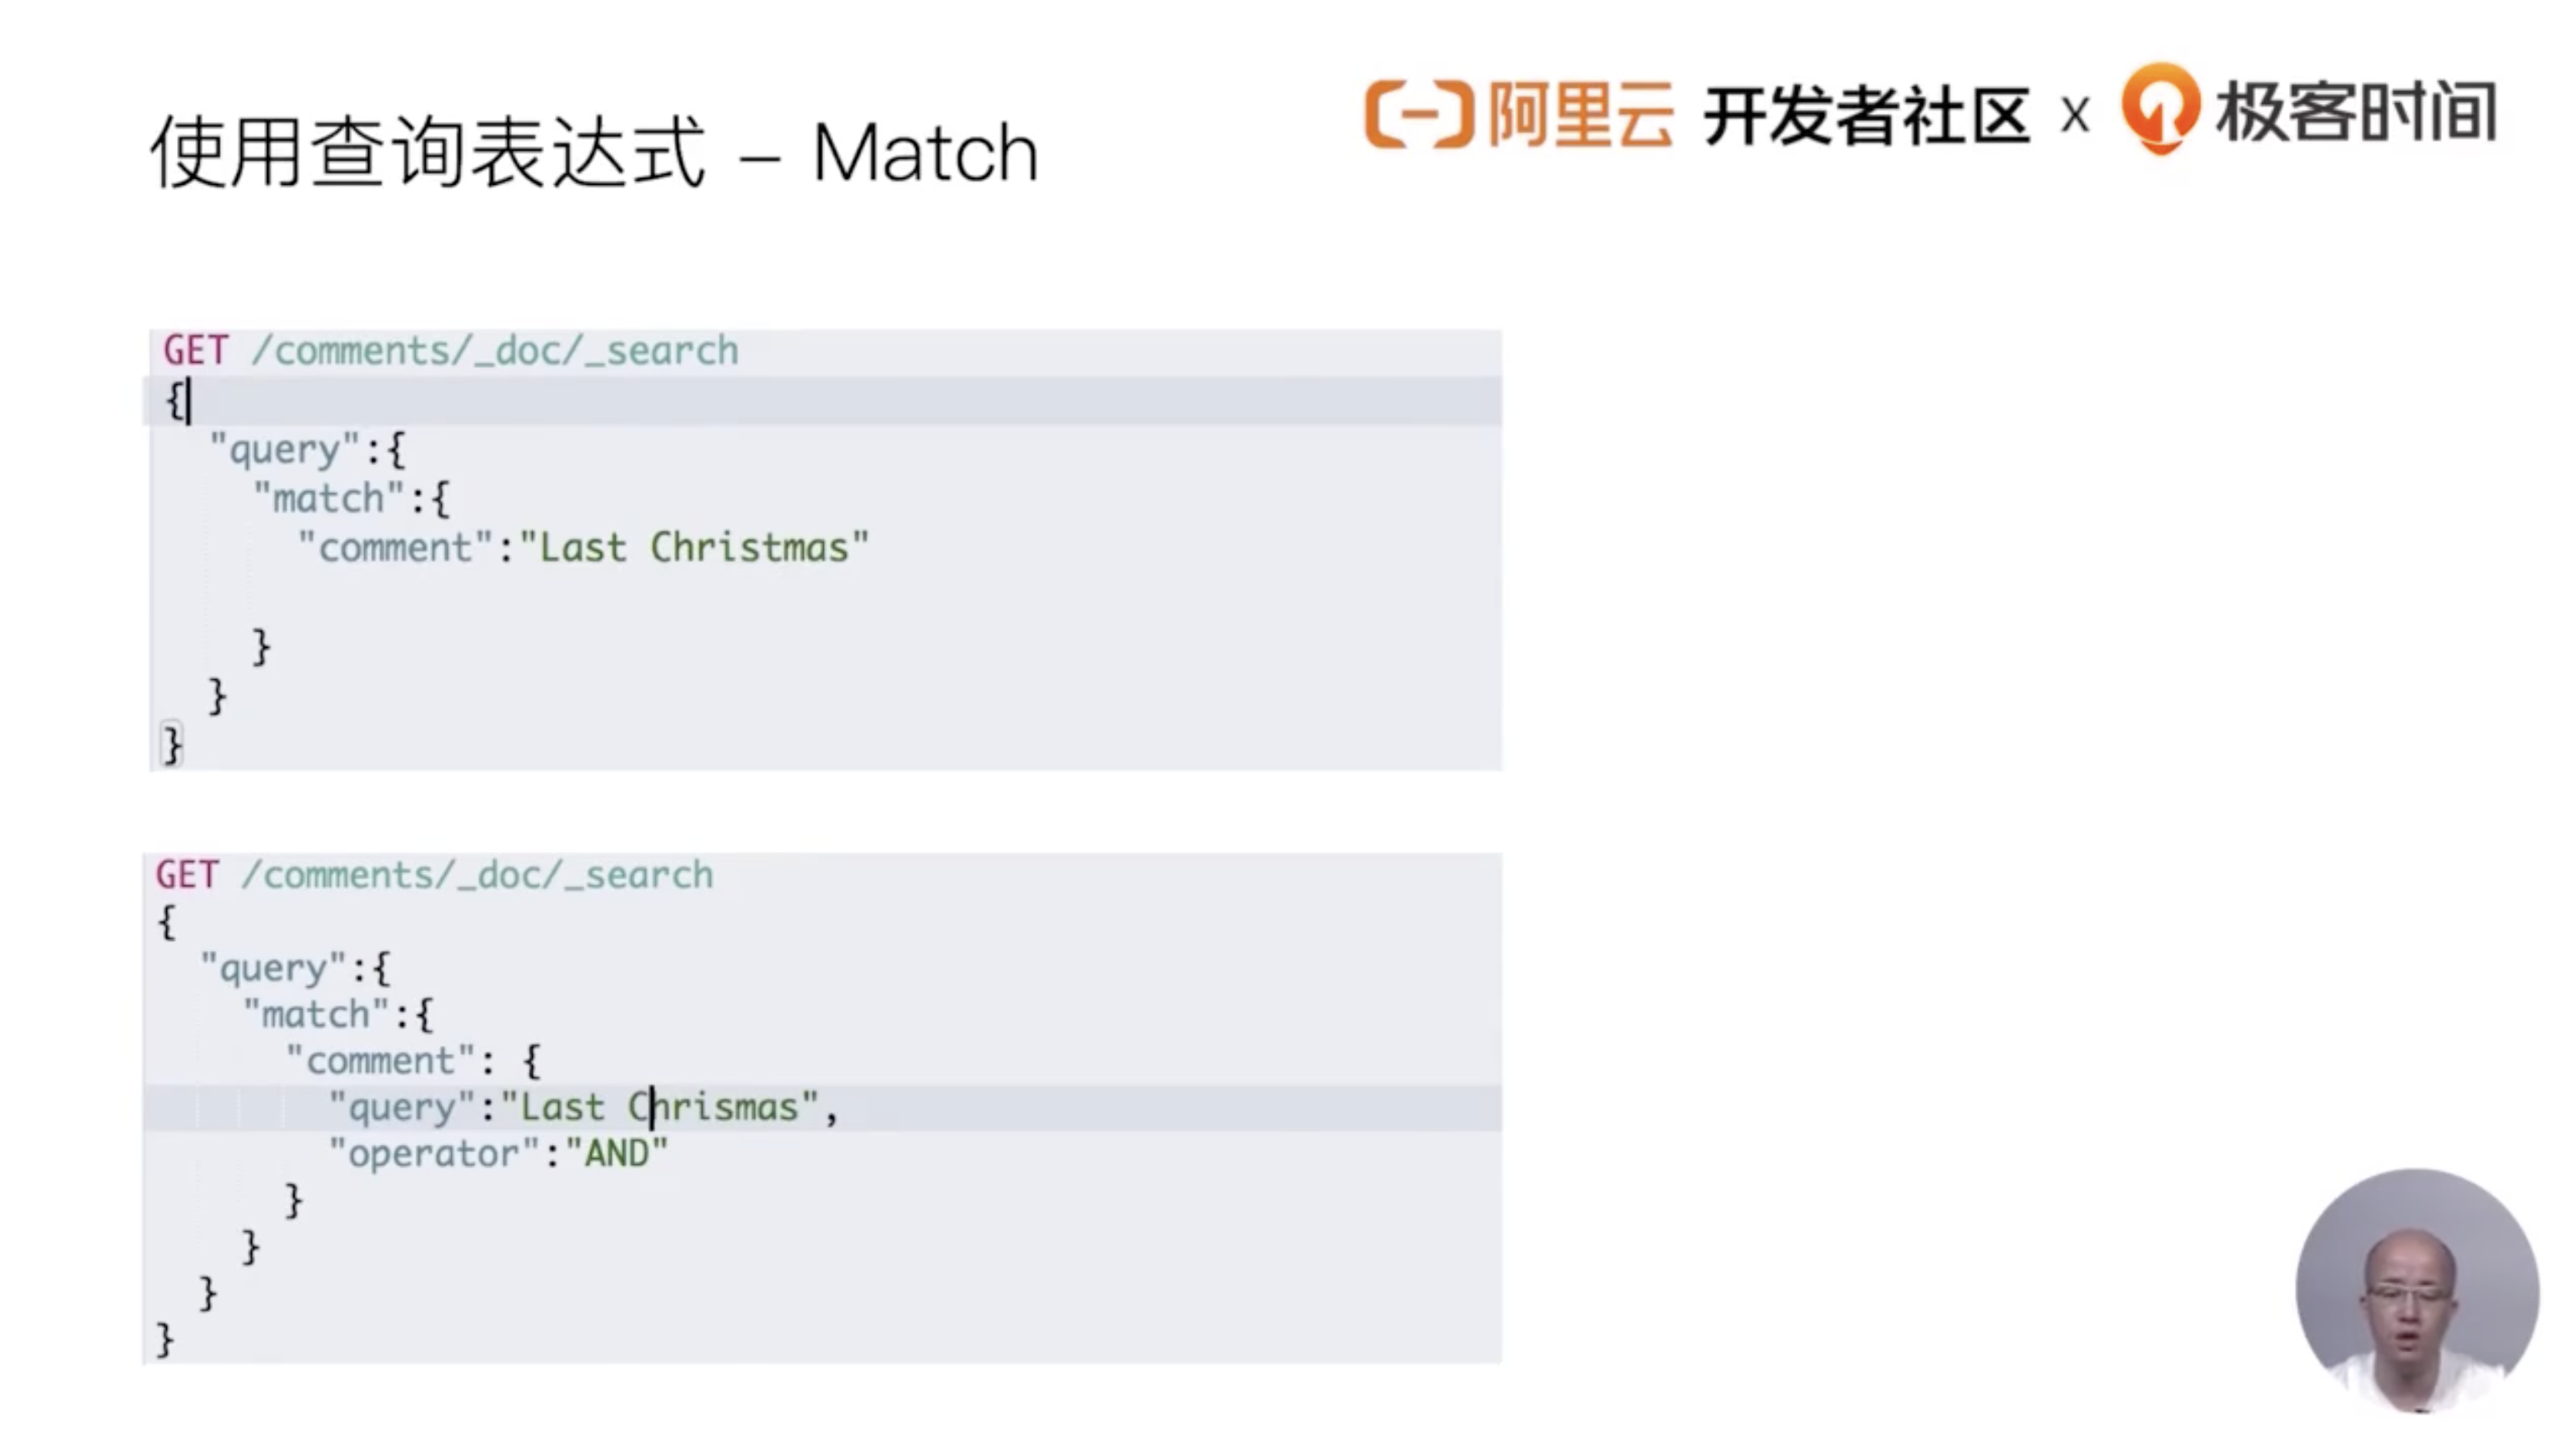 阿里云 开发者社区 x 极客时间
使用查询表达式 – Match
GET /comments/_doc/_search
{
"query":{
"match":{
"comment":"Last Christmas"
}
}
}
GET /comments/_doc/_search
{
"query":{
"match":{
"comment": {
"query":"Last Chrismas",
"operator":"AND"
}
}
}
}